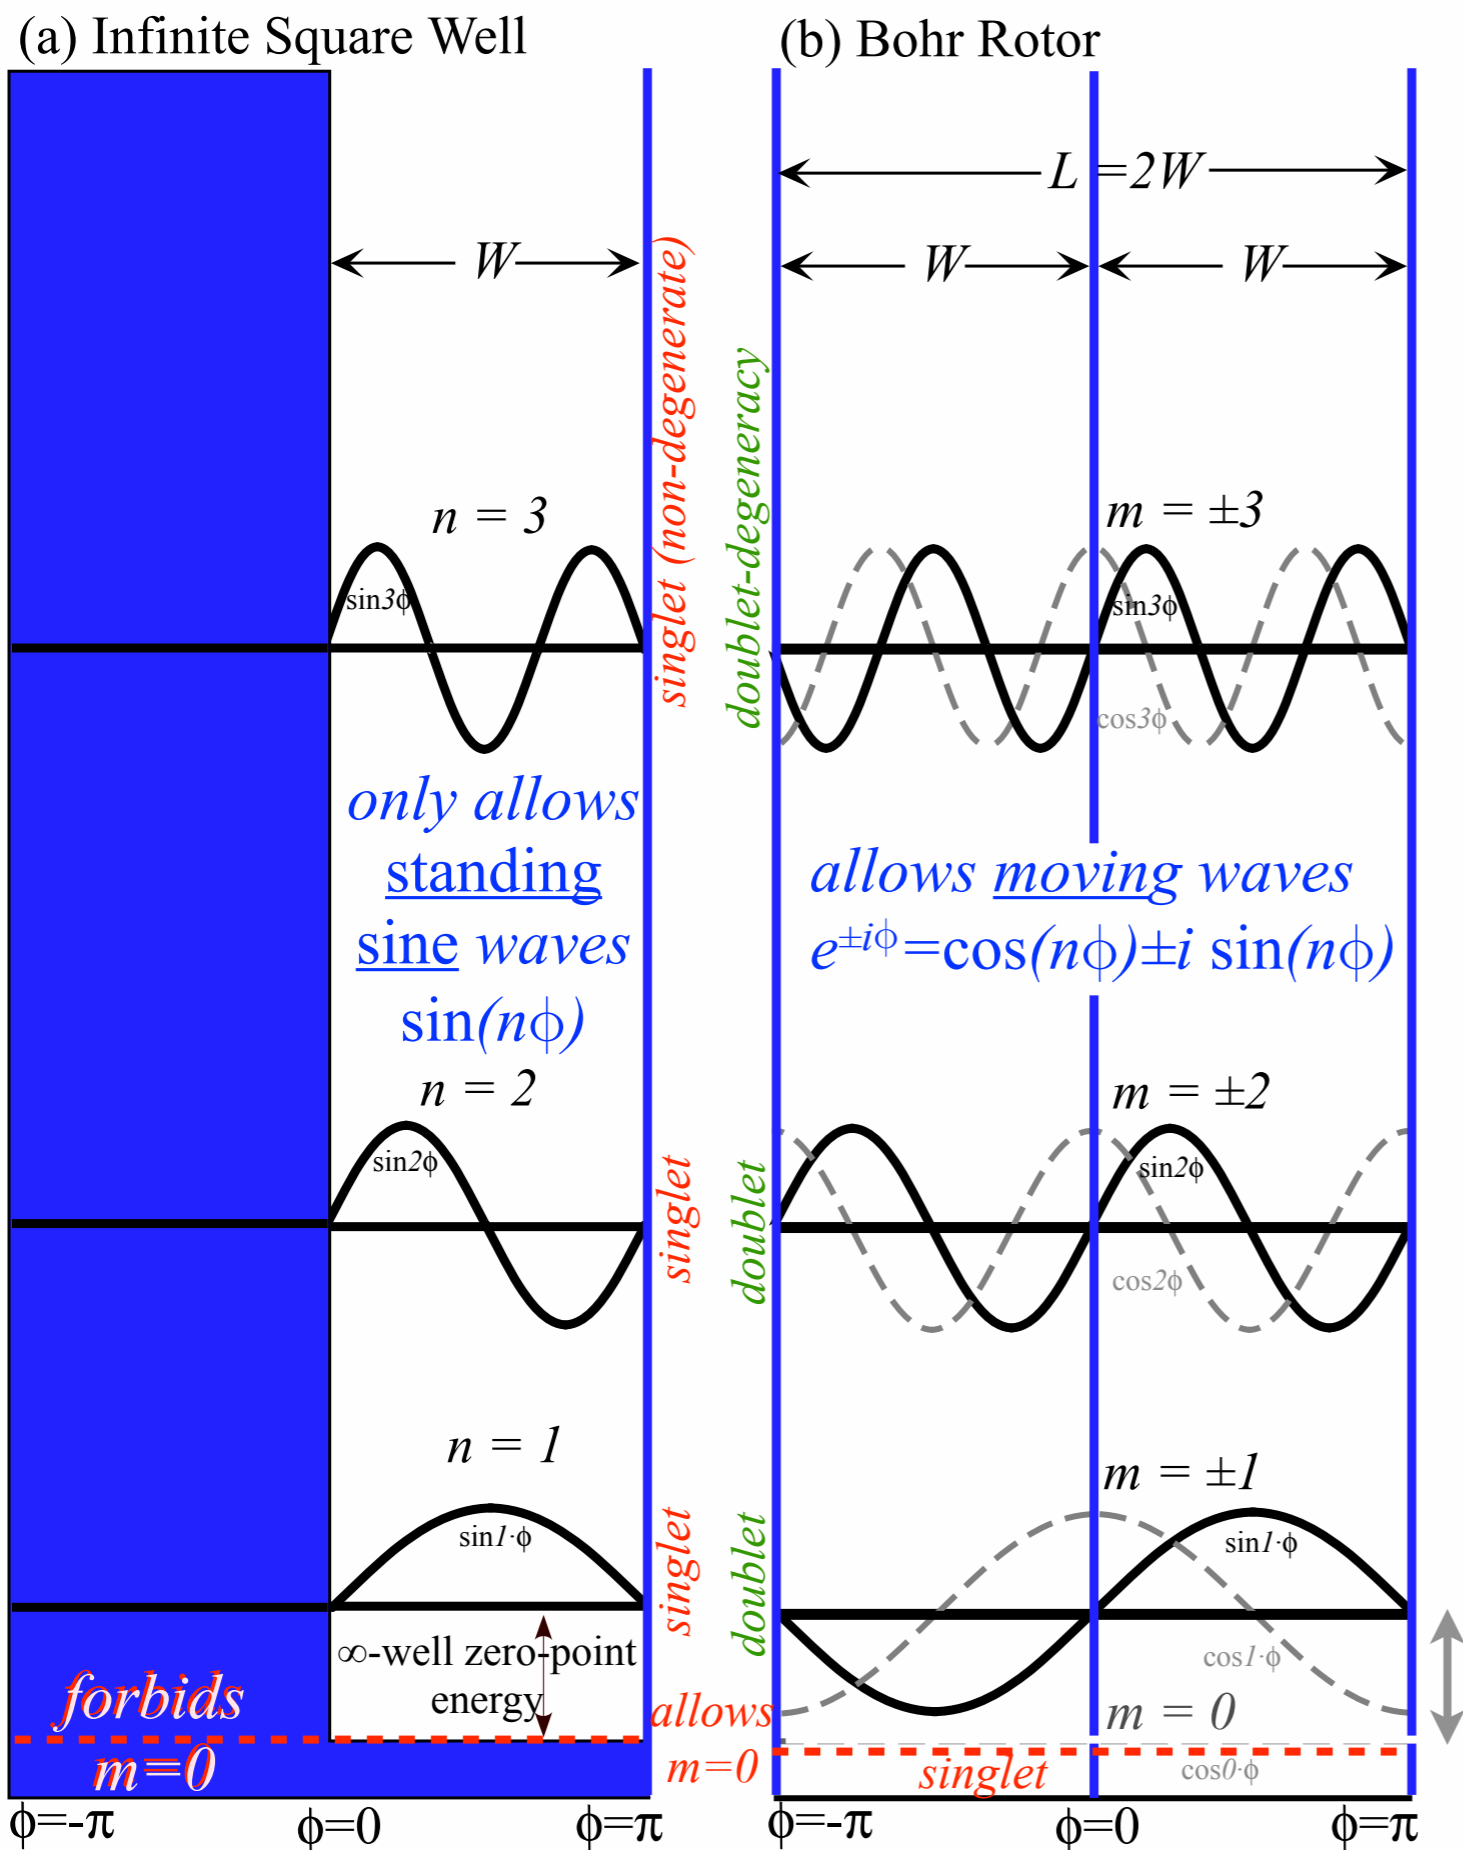 (a) Infinite Square Well
W
singlet (non-degenerate)
n = 3
sin3ϕ
only allows
standing
sine waves
sin(nϕ)
n = 2
sin2ϕ
singlet
n = 1
sin1·ϕ
singlet
∞-well zero-point
energy
forbids
m=0
ϕ=-π
ϕ=0
ϕ=π
(b) Bohr Rotor
L =2W
W
W
doublet-degeneracy
m = ±3
sin3ϕ
cos3ϕ
allows moving waves
e^±iϕ=cos(nϕ)±i sin(nϕ)
m = ±2
sin2ϕ
cos2ϕ
doublet
m = ±1
sin1·ϕ
cos1·ϕ
doublet
allows
m=0
m = 0
singlet
cos0·ϕ
ϕ=-π
ϕ=0
ϕ=π